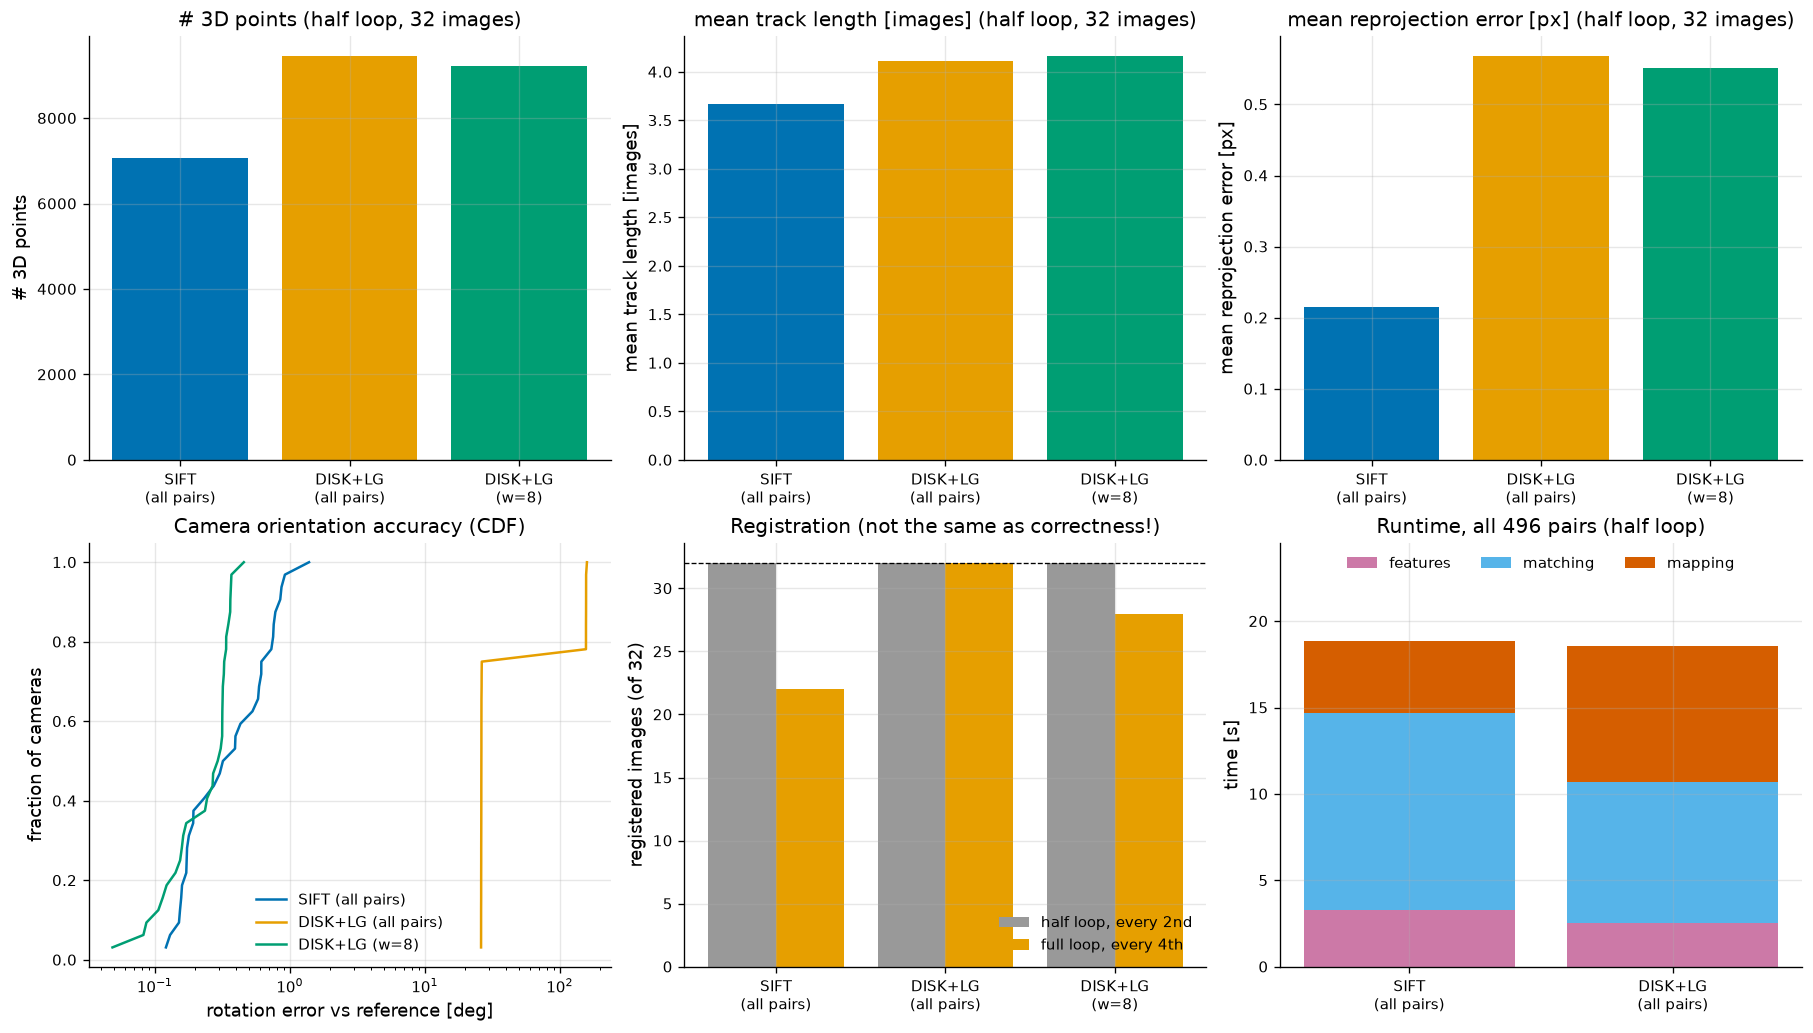 # 3D points (half loop, 32 images)
# 3D points
8000
6000
4000
2000
0
SIFT
(all pairs)
DISK+LG
(all pairs)
DISK+LG
(w=8)
mean track length [images] (half loop, 32 images)
mean track length [images]
4.0
3.5
3.0
2.5
2.0
1.5
1.0
0.5
0.0
SIFT
(all pairs)
DISK+LG
(all pairs)
DISK+LG
(w=8)
mean reprojection error [px] (half loop, 32 images)
mean reprojection error [px]
0.5
0.4
0.3
0.2
0.1
0.0
SIFT
(all pairs)
DISK+LG
(all pairs)
DISK+LG
(w=8)
Camera orientation accuracy (CDF)
fraction of cameras
1.0
0.8
0.6
0.4
0.2
0.0
SIFT (all pairs)
DISK+LG (all pairs)
DISK+LG (w=8)
10⁻¹
10⁰
10¹
10²
rotation error vs reference [deg]
Registration (not the same as correctness!)
registered images (of 32)
30
25
20
15
10
5
0
half loop, every 2nd
full loop, every 4th
SIFT
(all pairs)
DISK+LG
(all pairs)
DISK+LG
(w=8)
Runtime, all 496 pairs (half loop)
features
matching
mapping
time [s]
20
15
10
5
0
SIFT
(all pairs)
DISK+LG
(all pairs)